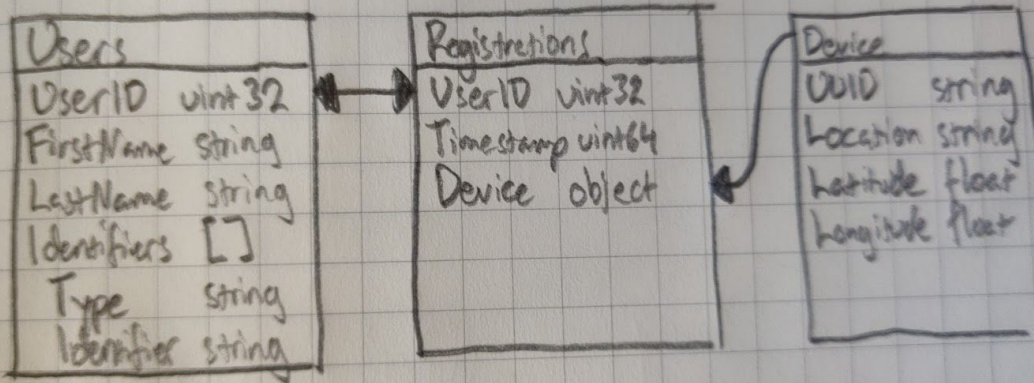 Users
UserID uint32
FirstName string
LastName string
Identifiers []
Type string
Identifier string
Registretions
UserID uint32
Timestamp uint64
Device object
Device
UUID string
Location string
Latitude float
Longitude float